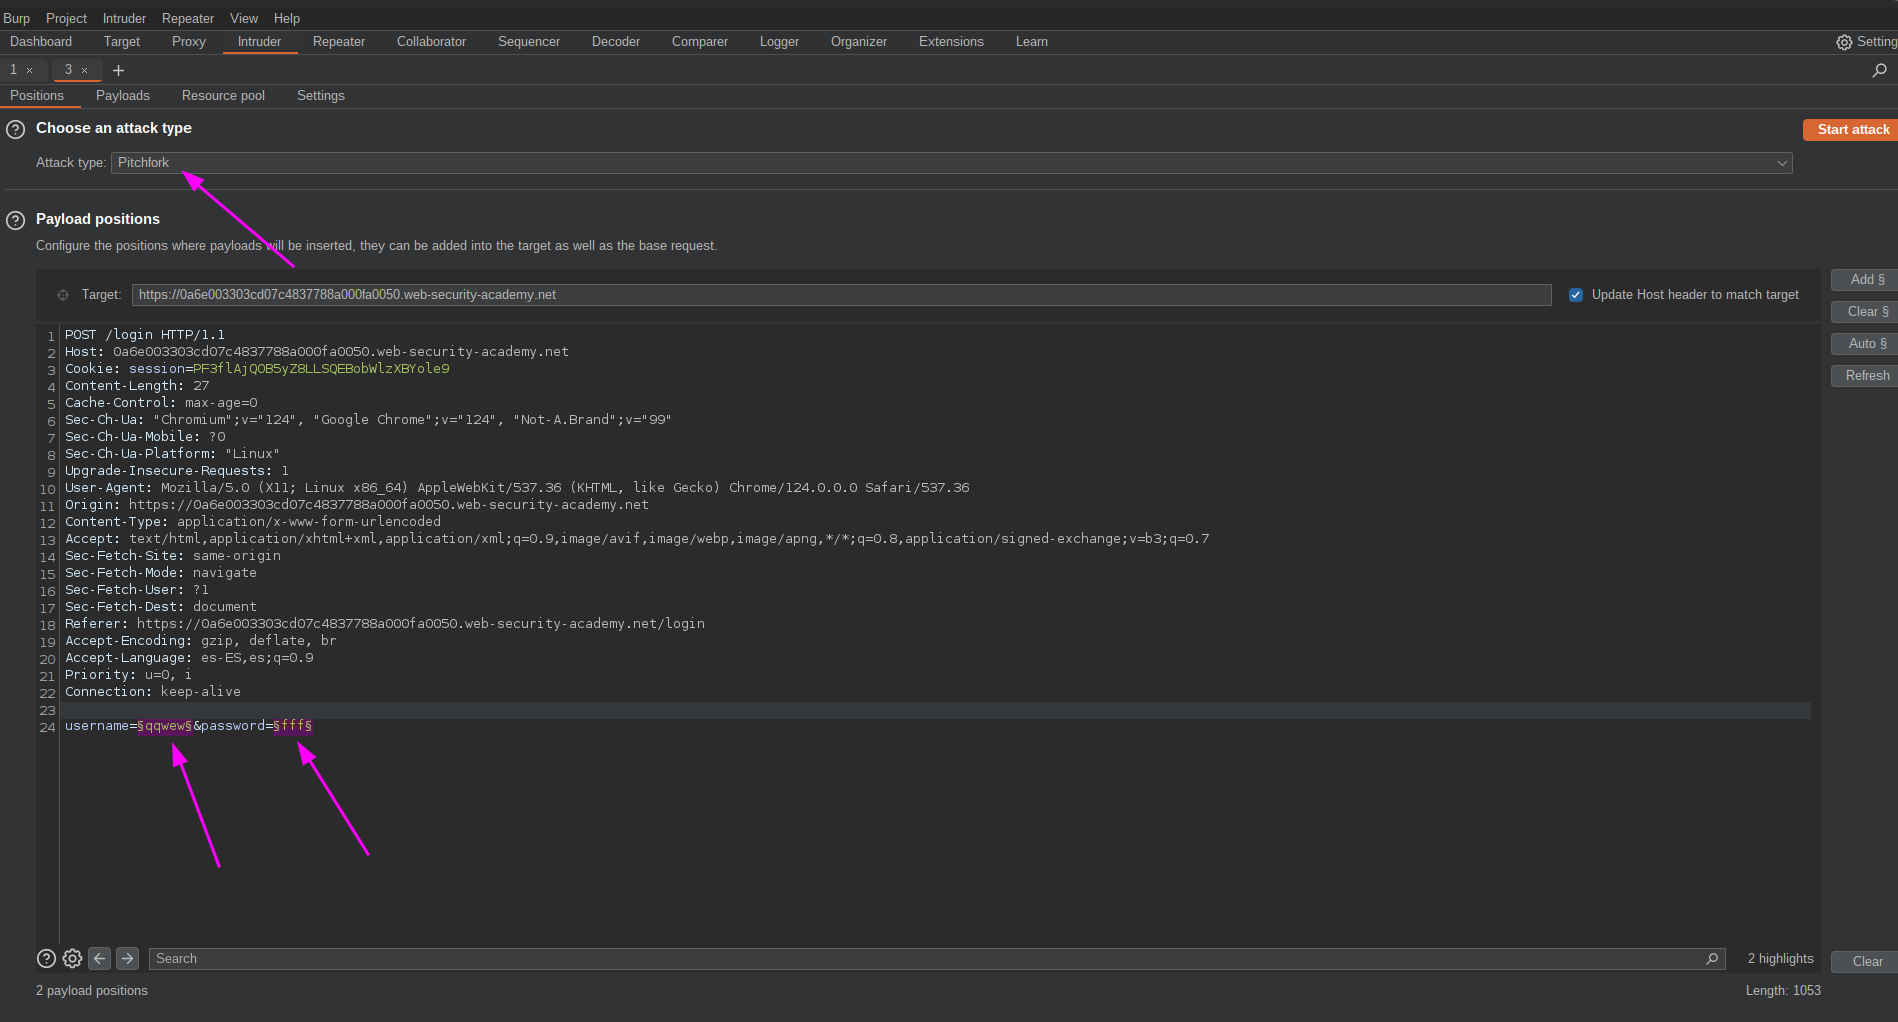 Burp Project Intruder Repeater View Help
Dashboard Target Proxy Intruder Repeater Collaborator Sequencer Decoder Comparer Logger Organizer Extensions Learn Setting
1 × 3 × +
Positions Payloads Resource pool Settings
Choose an attack type
Start attack
Attack type: Pitchfork
Payload positions
Configure the positions where payloads will be inserted, they can be added into the target as well as the base request.
Target: https://0a6e003303cd07c4837788a000fa0050.web-security-academy.net Update Host header to match target
Add §
Clear §
Auto §
Refresh
1 POST /login HTTP/1.1
2 Host: 0a6e003303cd07c4837788a000fa0050.web-security-academy.net
3 Cookie: session=PF3flAjQOB5yZ8LLSQEBobWlzXBYole9
4 Content-Length: 27
5 Cache-Control: max-age=0
6 Sec-Ch-Ua: "Chromium";v="124", "Google Chrome";v="124", "Not-A.Brand";v="99"
7 Sec-Ch-Ua-Mobile: ?0
8 Sec-Ch-Ua-Platform: "Linux"
9 Upgrade-Insecure-Requests: 1
10 User-Agent: Mozilla/5.0 (X11; Linux x86_64) AppleWebKit/537.36 (KHTML, like Gecko) Chrome/124.0.0.0 Safari/537.36
11 Origin: https://0a6e003303cd07c4837788a000fa0050.web-security-academy.net
12 Content-Type: application/x-www-form-urlencoded
13 Accept: text/html,application/xhtml+xml,application/xml;q=0.9,image/avif,image/webp,image/apng,*/*;q=0.8,application/signed-exchange;v=b3;q=0.7
14 Sec-Fetch-Site: same-origin
15 Sec-Fetch-Mode: navigate
16 Sec-Fetch-User: ?1
17 Sec-Fetch-Dest: document
18 Referer: https://0a6e003303cd07c4837788a000fa0050.web-security-academy.net/login
19 Accept-Encoding: gzip, deflate, br
20 Accept-Language: es-ES,es;q=0.9
21 Priority: u=0, i
22 Connection: keep-alive
23
24 username=§qqwew§&password=§fff§
Search 2 highlights Clear
2 payload positions Length: 1053